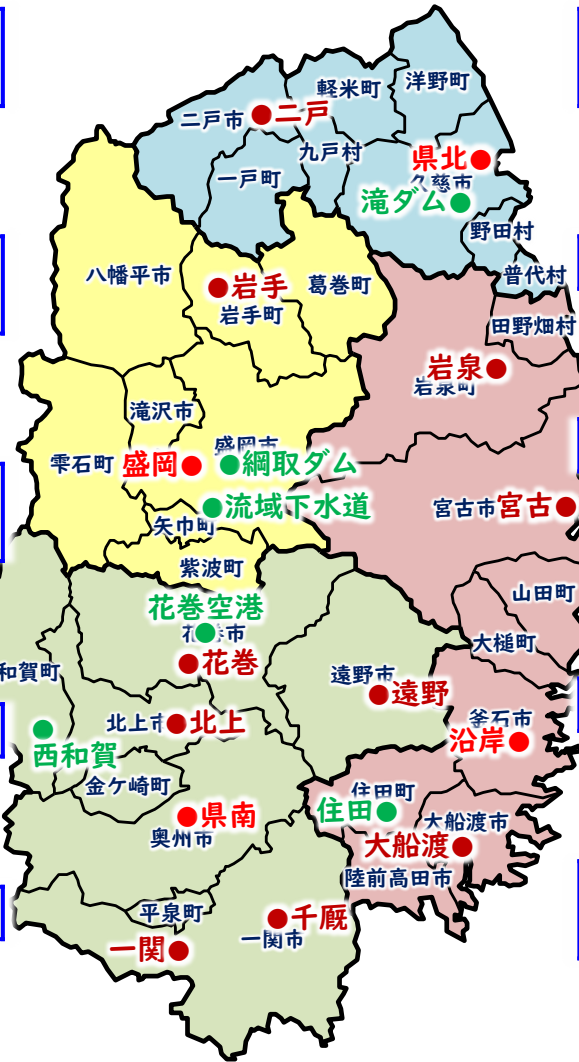 洋野町
軽米町
二戸市
二戸
九戸村
県北
久慈市
一戸町
滝ダム
野田村
普代村
八幡平市
岩手
葛巻町
岩手町
田野畑村
岩泉
岩泉町
滝沢市
盛岡市
雫石町
盛岡
綱取ダム
流域下水道
宮古市
宮古
矢巾町
紫波町
山田町
花巻空港
花巻市
大槌町
花巻
和賀町
遠野市
遠野
北上市
北上
釜石市
沿岸
西和賀
金ケ崎町
住田町
住田
県南
大船渡市
奥州市
大船渡
陸前高田市
平泉町
千厩
一関市
一関